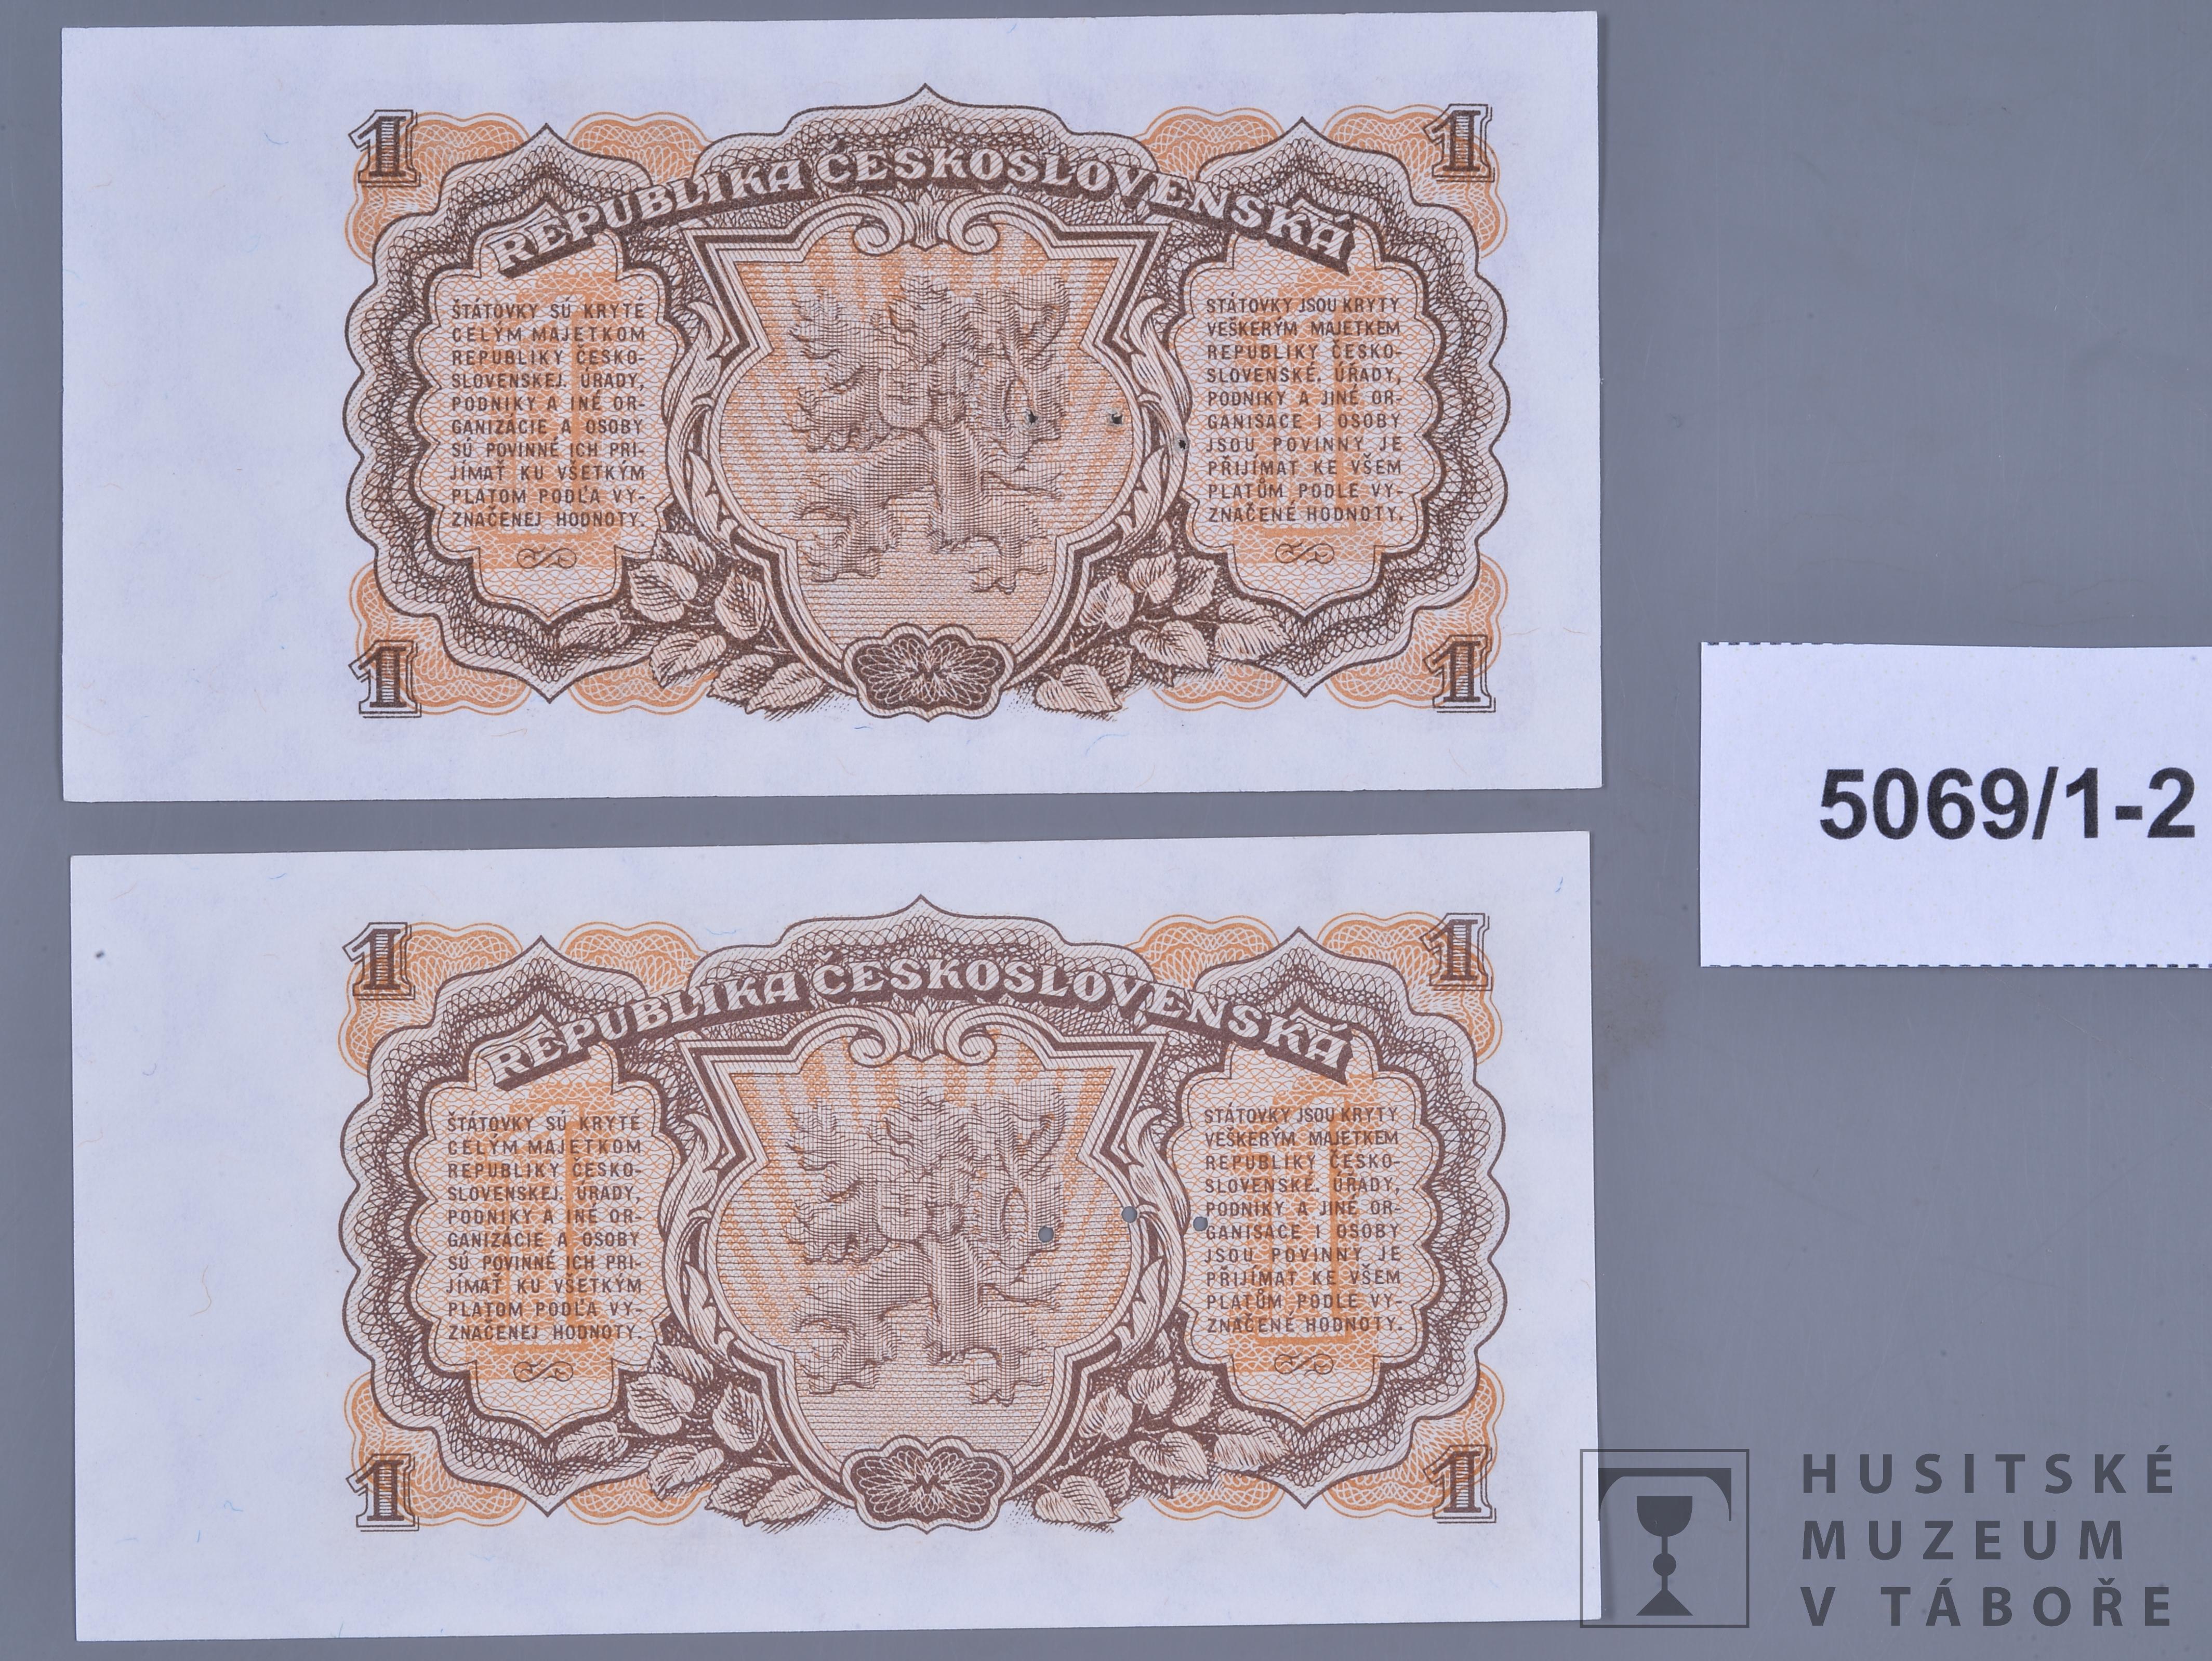 1
1
REPUBLIKA ČESKOSLOVENSKÁ
ŠTÁTOVKY SÚ KRYTÉ
CELÝM MAJETKOM
REPUBLIKY ČESKO-
SLOVENSKEJ. ÚRADY,
PODNIKY A INÉ OR-
GANIZÁCIE A OSOBY
SÚ POVINNÉ ICH PRI-
JÍMAŤ KU VŠETKÝM
PLATOM PODĽA VY-
ZNAČENEJ HODNOTY.
STÁTOVKY JSOU KRYTY
VEŠKERÝM MAJETKEM
REPUBLIKY ČESKO-
SLOVENSKÉ. ÚŘADY,
PODNIKY A JINÉ OR-
GANISACE I OSOBY
JSOU POVINNY JE
PŘIJÍMAT KE VŠEM
PLATŮM PODLE VY-
ZNAČENÉ HODNOTY.
1
1
5069/1-2
1
1
REPUBLIKA ČESKOSLOVENSKÁ
ŠTÁTOVKY SÚ KRYTÉ
CELÝM MAJETKOM
REPUBLIKY ČESKO-
SLOVENSKEJ. ÚRADY,
PODNIKY A INÉ OR-
GANIZÁCIE A OSOBY
SÚ POVINNÉ ICH PRI-
JÍMAŤ KU VŠETKÝM
PLATOM PODĽA VY-
ZNAČENEJ HODNOTY.
STÁTOVKY JSOU KRYTY
VEŠKERÝM MAJETKEM
REPUBLIKY ČESKO-
SLOVENSKÉ. ÚŘADY,
PODNIKY A JINÉ OR-
GANISACE I OSOBY
JSOU POVINNY JE
PŘIJÍMAT KE VŠEM
PLATŮM PODLE VY-
ZNAČENÉ HODNOTY.
1
1
HUSITSKÉ
MUZEUM
V TÁBOŘE